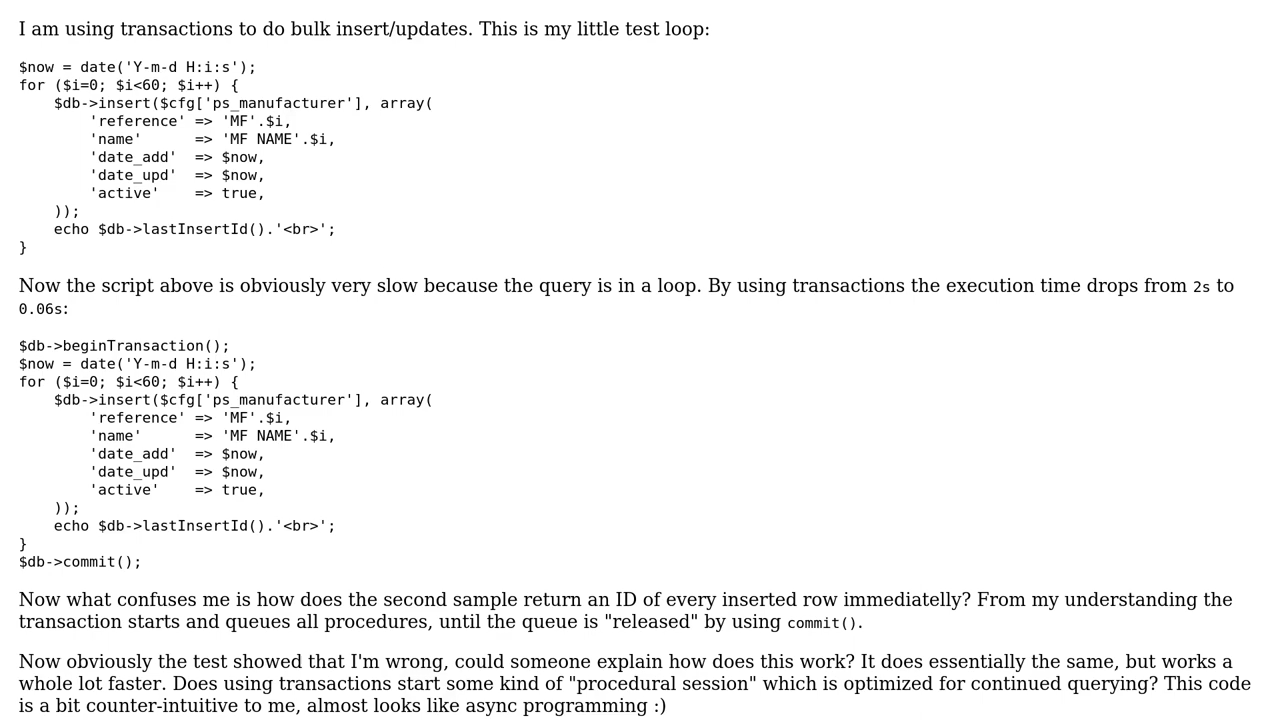 I am using transactions to do bulk insert/updates. This is my little test loop:
$now = date('Y-m-d H:i:s');
for ($i=0; $i<60; $i++) {
    $db->insert($cfg['ps_manufacturer'], array(
        'reference' => 'MF'.$i,
        'name'      => 'MF NAME'.$i,
        'date_add'  => $now,
        'date_upd'  => $now,
        'active'    => true,
    ));
    echo $db->lastInsertId().'<br>';
}
Now the script above is obviously very slow because the query is in a loop. By using transactions the execution time drops from 2s to
0.06s:
$db->beginTransaction();
$now = date('Y-m-d H:i:s');
for ($i=0; $i<60; $i++) {
    $db->insert($cfg['ps_manufacturer'], array(
        'reference' => 'MF'.$i,
        'name'      => 'MF NAME'.$i,
        'date_add'  => $now,
        'date_upd'  => $now,
        'active'    => true,
    ));
    echo $db->lastInsertId().'<br>';
}
$db->commit();
Now what confuses me is how does the second sample return an ID of every inserted row immediatelly? From my understanding the
transaction starts and queues all procedures, until the queue is "released" by using commit().
Now obviously the test showed that I'm wrong, could someone explain how does this work? It does essentially the same, but works a
whole lot faster. Does using transactions start some kind of "procedural session" which is optimized for continued querying? This code
is a bit counter-intuitive to me, almost looks like async programming :)